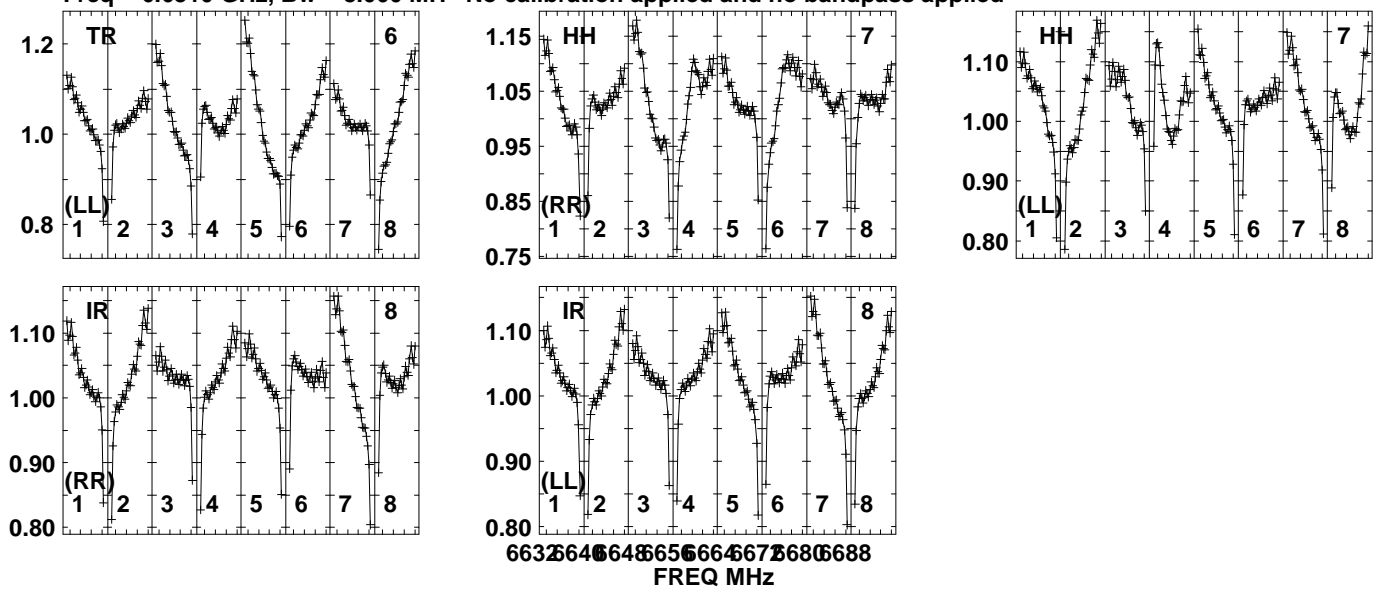 Freq = GHz, Bw = MH No calibration applied and no bandpass applied
TR 6
HH 7
HH 7
1.2
1.0
0.8
1.15
1.05
0.95
0.85
0.75
1.10
1.00
0.90
0.80
(LL)
(RR)
(LL)
1 2 3 4 5 6 7 8
1 2 3 4 5 6 7 8
1 2 3 4 5 6 7 8
IR 8
IR 8
1.10
1.00
0.90
0.80
1.10
1.00
0.90
0.80
(RR)
(LL)
1 2 3 4 5 6 7 8
1 2 3 4 5 6 7 8
6632 6640 6648 6656 6664 6672 6680 6688
FREQ MHz